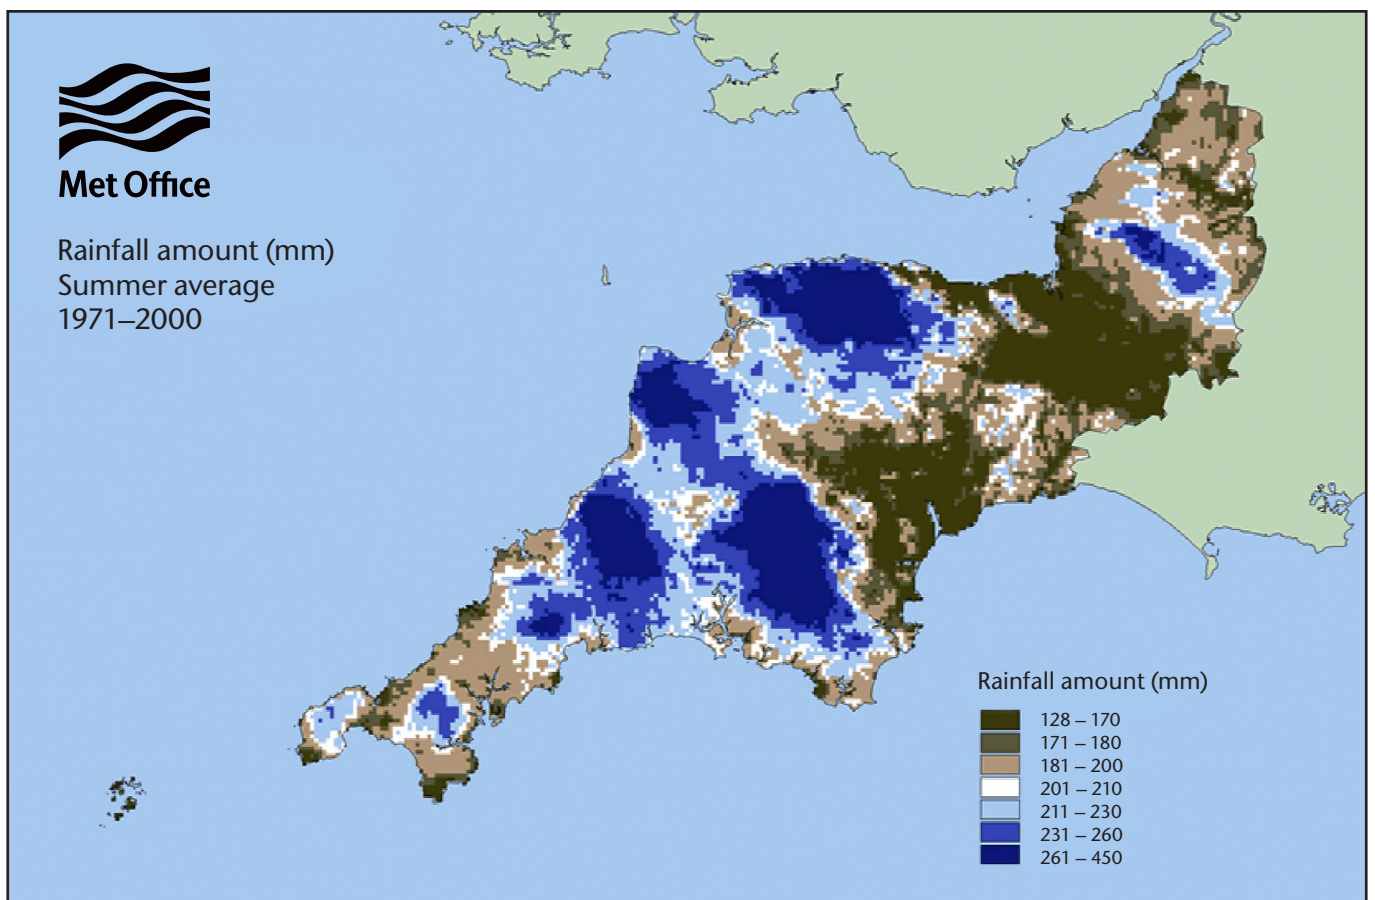 Met Office
Rainfall amount (mm)
Summer average
1971–2000
Rainfall amount (mm)
128 – 170
171 – 180
181 – 200
201 – 210
211 – 230
231 – 260
261 – 450